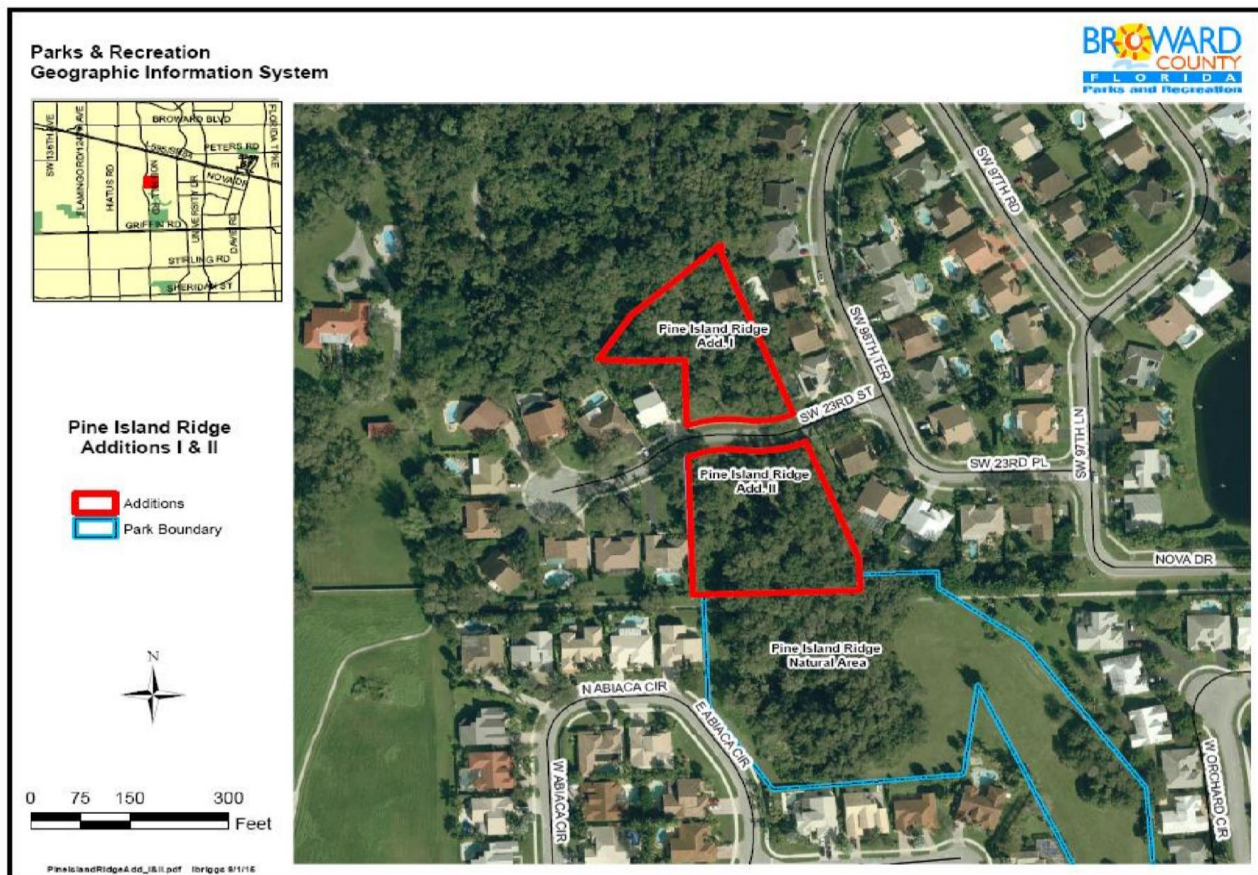 Parks & Recreation
Geographic Information System
BROWARD
COUNTY
FLORIDA
Parks and Recreation
BROWARD BLVD
SW 136TH AVE
HIATUS RD
PETERS RD
NOVA DR
UNIVERSITY DR
DAVIE RD
FLORIDA TPKE
GRIFFIN RD
STIRLING RD
SHERIDAN ST
SW 97TH RD
SW 98TH TER
Pine Island Ridge
Add. I
SW 23RD ST
SW 97TH LN
SW 23RD PL
Pine Island Ridge
Add. II
NOVA DR
Pine Island Ridge
Additions I & II
Additions
Park Boundary
Pine Island Ridge
Natural Area
N ABIACA CIR
E ABIACA CIR
W ABIACA CIR
W ORCHARD CIR
N
0 75 150 300
Feet